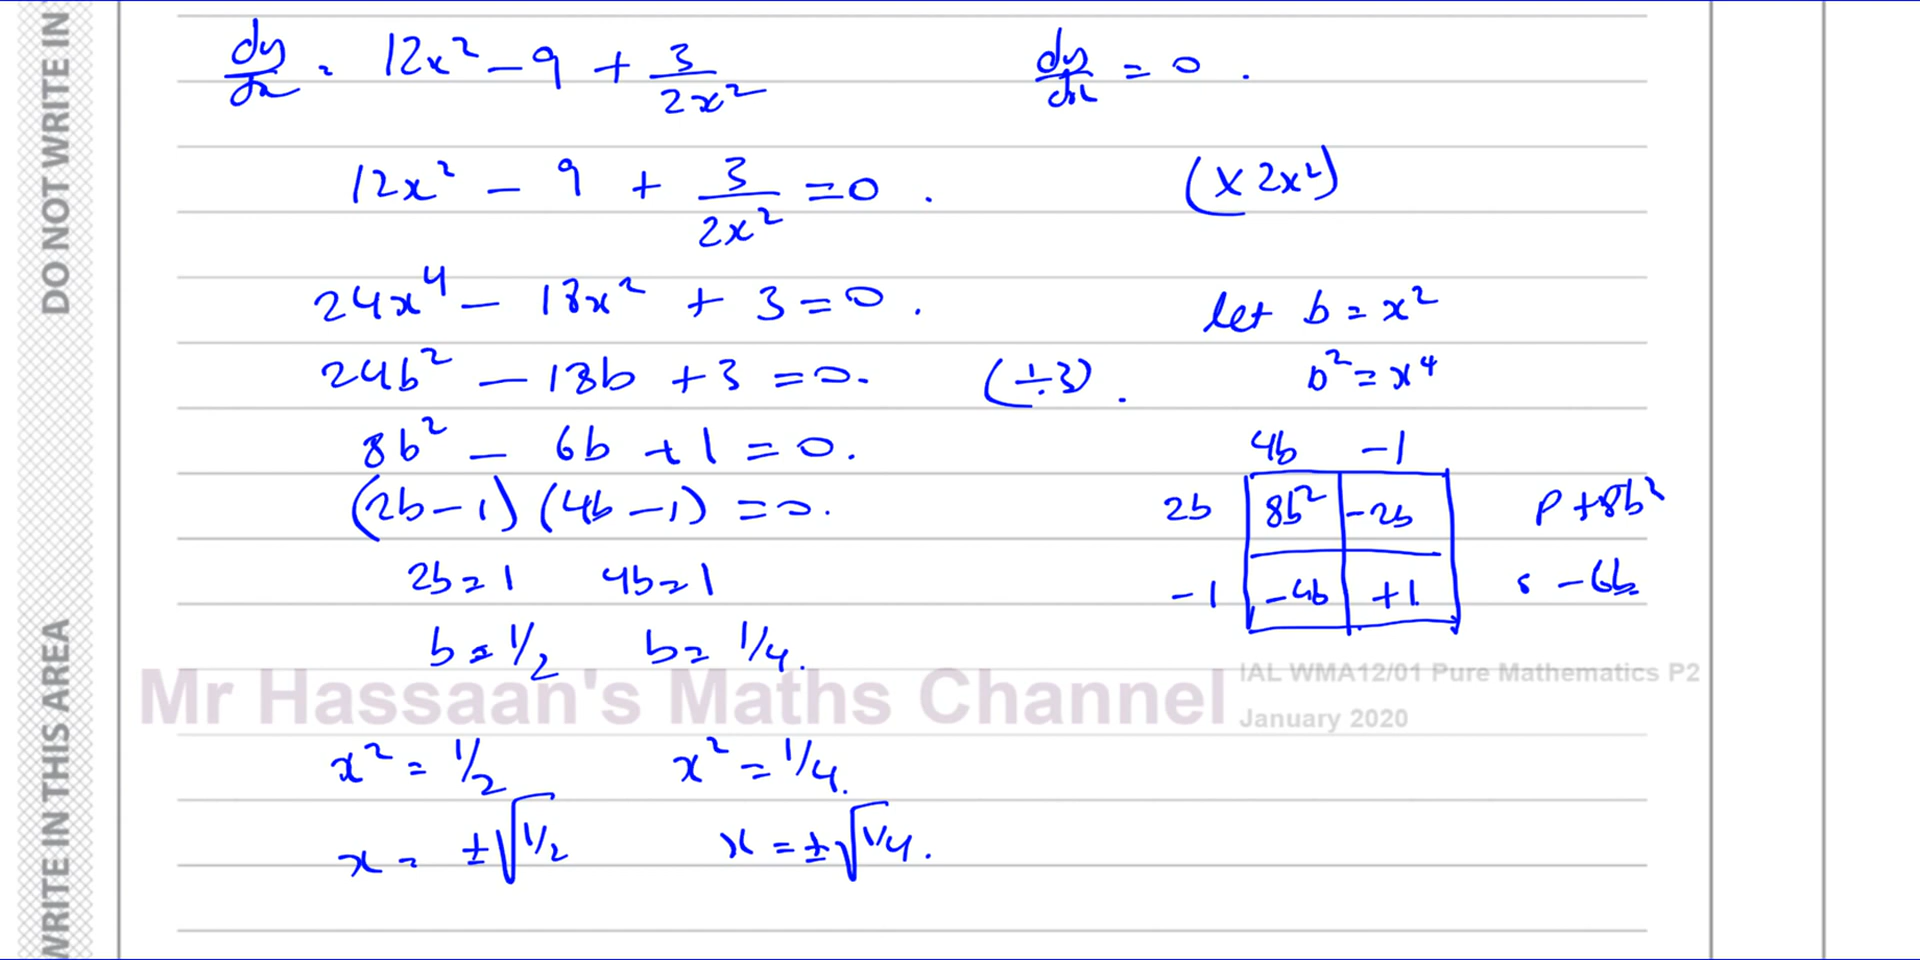 DO NOT WRITE IN
WRITE IN THIS AREA
dy/dx = 12x² - 9 + 3/2x²    dy/dx = 0 .
12x² - 9 + 3/2x² = 0 .    (× 2x²)
24x⁴ - 18x² + 3 = 0 .    let b = x²
24b² - 18b + 3 = 0.    (÷3) .    b² = x⁴
8b² - 6b + 1 = 0.    4b    -1
(2b-1)(4b-1) = 0.    2b    8b²    -2b    P +8b²
2b = 1    4b = 1    -1    -4b    +1.    s -6b
b = 1/2    b = 1/4.
Mr Hassaan's Maths Channel
IAL WMA12/01 Pure Mathematics P2
January 2020
x² = 1/2    x² = 1/4.
x = ±√1/2    x = ±√1/4.